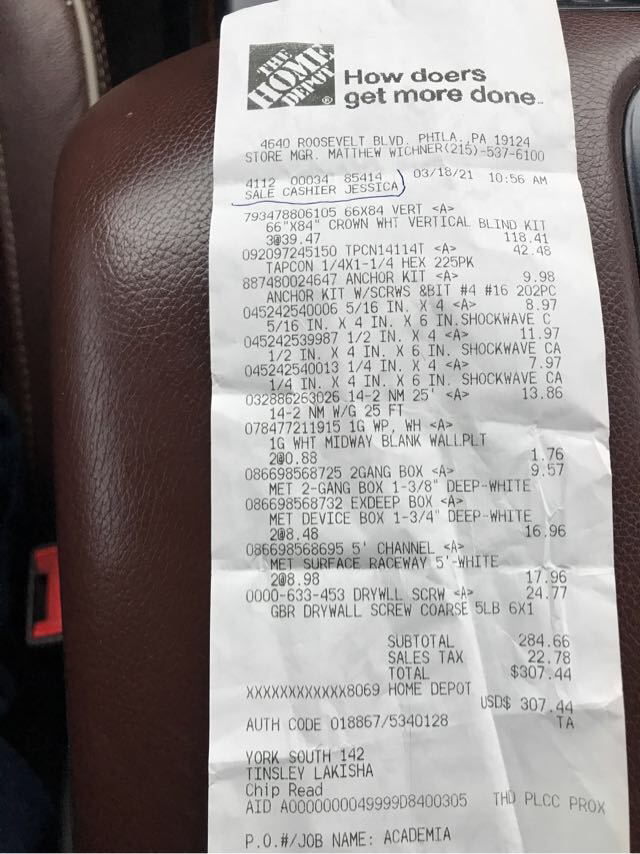 THE
HOME
DEPOT
How doers
get more done™
4640 ROOSEVELT BLVD. PHILA., PA 19124
STORE MGR. MATTHEW WICHNER(215)-537-6100
4112 00034 85414 03/18/21 10:56 AM
SALE CASHIER JESSICA
793478806105 66X84 VERT <A>
66"X84" CROWN WHT VERTICAL BLIND KIT
3@39.47 118.41
092097245150 TPCN14114T <A> 42.48
TAPCON 1/4X1-1/4 HEX 225PK
887480024647 ANCHOR KIT <A> 9.98
ANCHOR KIT W/SCRWS &BIT #4 #16 202PC
045242540006 5/16 IN. X 4 <A> 8.97
5/16 IN. X 4 IN. X 6 IN.SHOCKWAVE C
045242539987 1/2 IN. X 4 <A> 11.97
1/2 IN. X 4 IN. X 6 IN. SHOCKWAVE CA
045242540013 1/4 IN. X 4 <A> 7.97
1/4 IN. X 4 IN. X 6 IN. SHOCKWAVE CA
032886263026 14-2 NM 25' <A> 13.86
14-2 NM W/G 25 FT
078477211915 1G WP, WH <A>
1G WHT MIDWAY BLANK WALLPLT
2@0.88 1.76
086698568725 2GANG BOX <A> 9.57
MET 2-GANG BOX 1-3/8" DEEP-WHITE
086698568732 EXDEEP BOX <A>
MET DEVICE BOX 1-3/4" DEEP-WHITE
2@8.48 16.96
086698568695 5' CHANNEL <A>
MET SURFACE RACEWAY 5'-WHITE
2@8.98 17.96
0000-633-453 DRYWLL SCRW <A> 24.77
GBR DRYWALL SCREW COARSE 5LB 6X1
SUBTOTAL 284.66
SALES TAX 22.78
TOTAL $307.44
XXXXXXXXXXXX8069 HOME DEPOT
USD$ 307.44
AUTH CODE 018867/5340128 TA
YORK SOUTH 142
TINSLEY LAKISHA
Chip Read
AID A0000000049999D8400305 THD PLCC PROX
P.O.#/JOB NAME: ACADEMIA